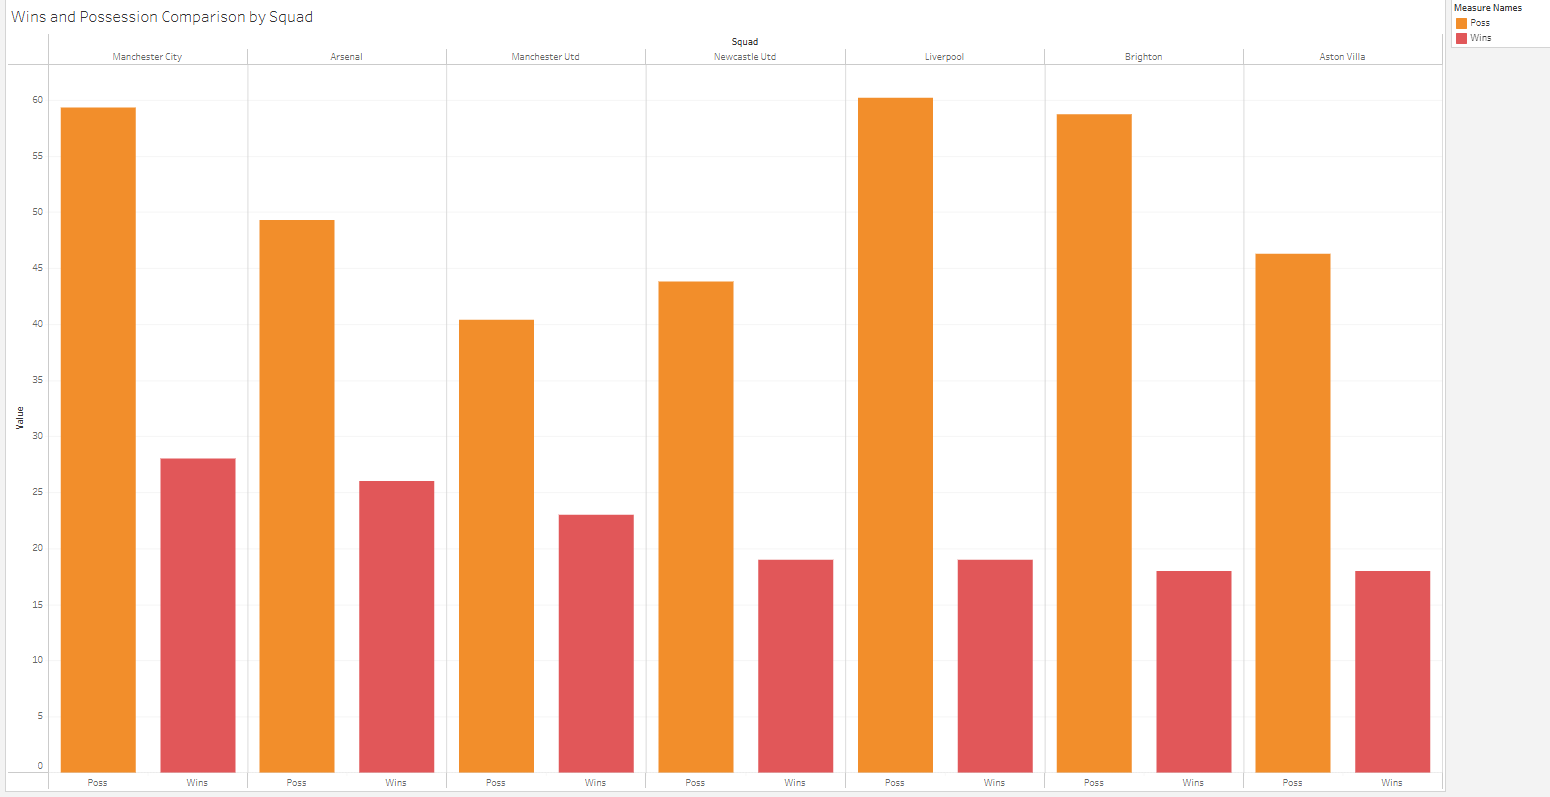 Wins and Possession Comparison by Squad
Measure Names
Poss
Wins
Squad
Manchester City Arsenal Manchester Utd Newcastle Utd Liverpool Brighton Aston Villa
60
55
50
45
40
35
30
25
20
15
10
5
0
Value
Poss Wins Poss Wins Poss Wins Poss Wins Poss Wins Poss Wins Poss Wins